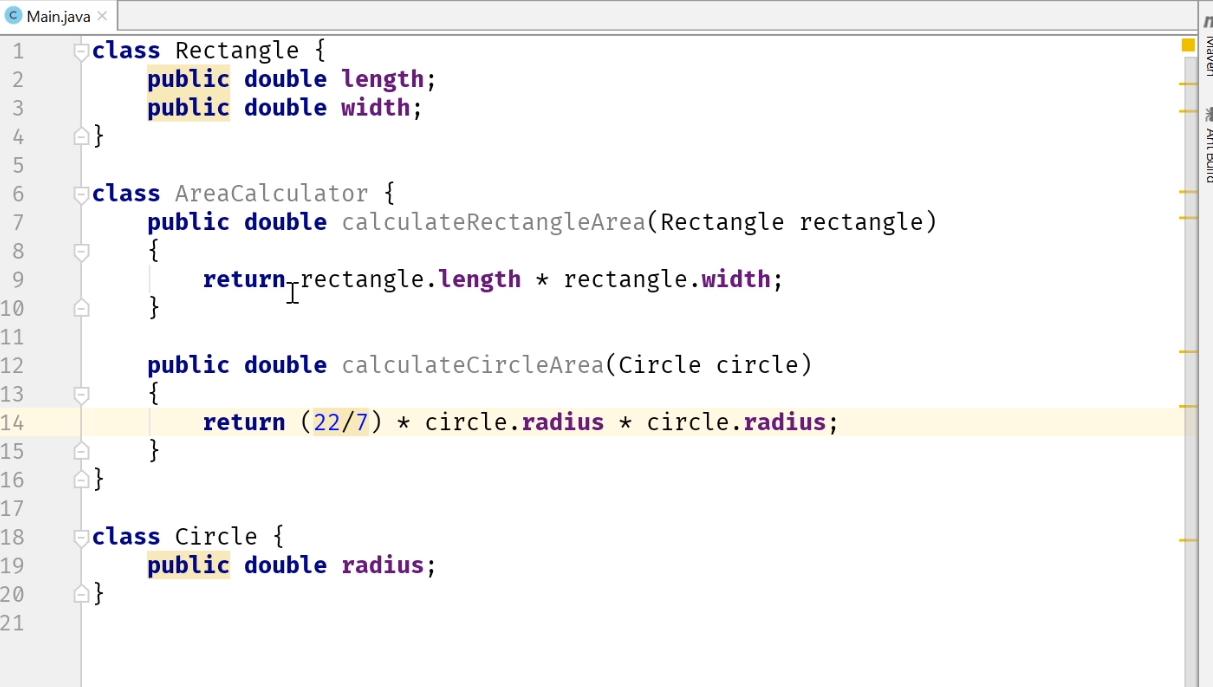 Main.java
1 class Rectangle {
2 public double length;
3 public double width;
4 }
5
6 class AreaCalculator {
7 public double calculateRectangleArea(Rectangle rectangle)
8 {
9 return rectangle.length * rectangle.width;
10 }
11
12 public double calculateCircleArea(Circle circle)
13 {
14 return (22/7) * circle.radius * circle.radius;
15 }
16 }
17
18 class Circle {
19 public double radius;
20 }
21
Maven
Ant Build